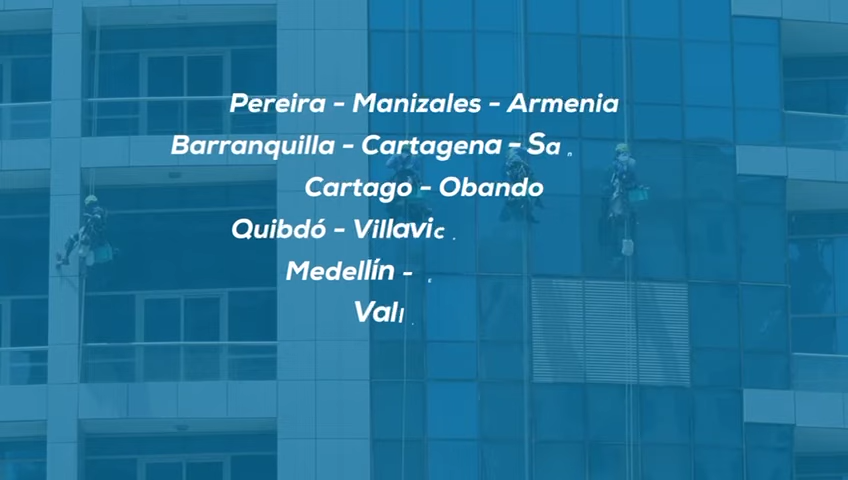 Pereira - Manizales - Armenia
Barranquilla - Cartagena -
Cartago - Obando
Quibdó -
Medellín -